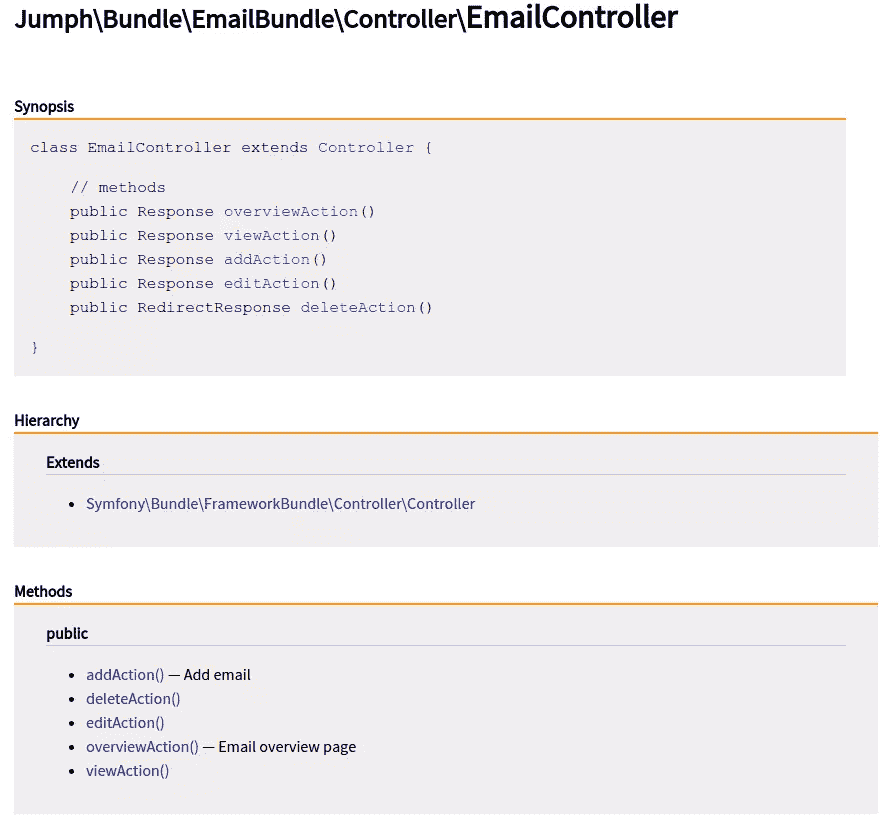 Jumph\Bundle\EmailBundle\Controller\EmailController
Synopsis
class EmailController extends Controller {
// methods
public Response overviewAction()
public Response viewAction()
public Response addAction()
public Response editAction()
public RedirectResponse deleteAction()
}
Hierarchy
Extends
• Symfony\Bundle\FrameworkBundle\Controller\Controller
Methods
public
• addAction() — Add email
• deleteAction()
• editAction()
• overviewAction() — Email overview page
• viewAction()